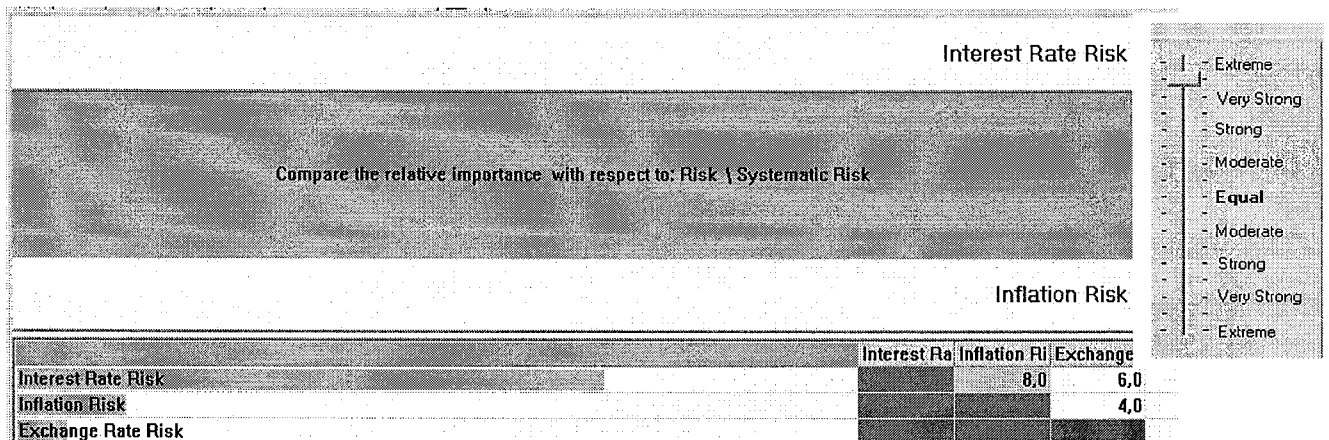 Interest Rate Risk
Compare the relative importance with respect to: Risk \ Systematic Risk
Inflation Risk
Extreme
Very Strong
Strong
Moderate
Equal
Moderate
Strong
Very Strong
Extreme
Interest Ra Inflation Ri Exchange
Interest Rate Risk 8,0 6,0
Inflation Risk 4,0
Exchange Rate Risk